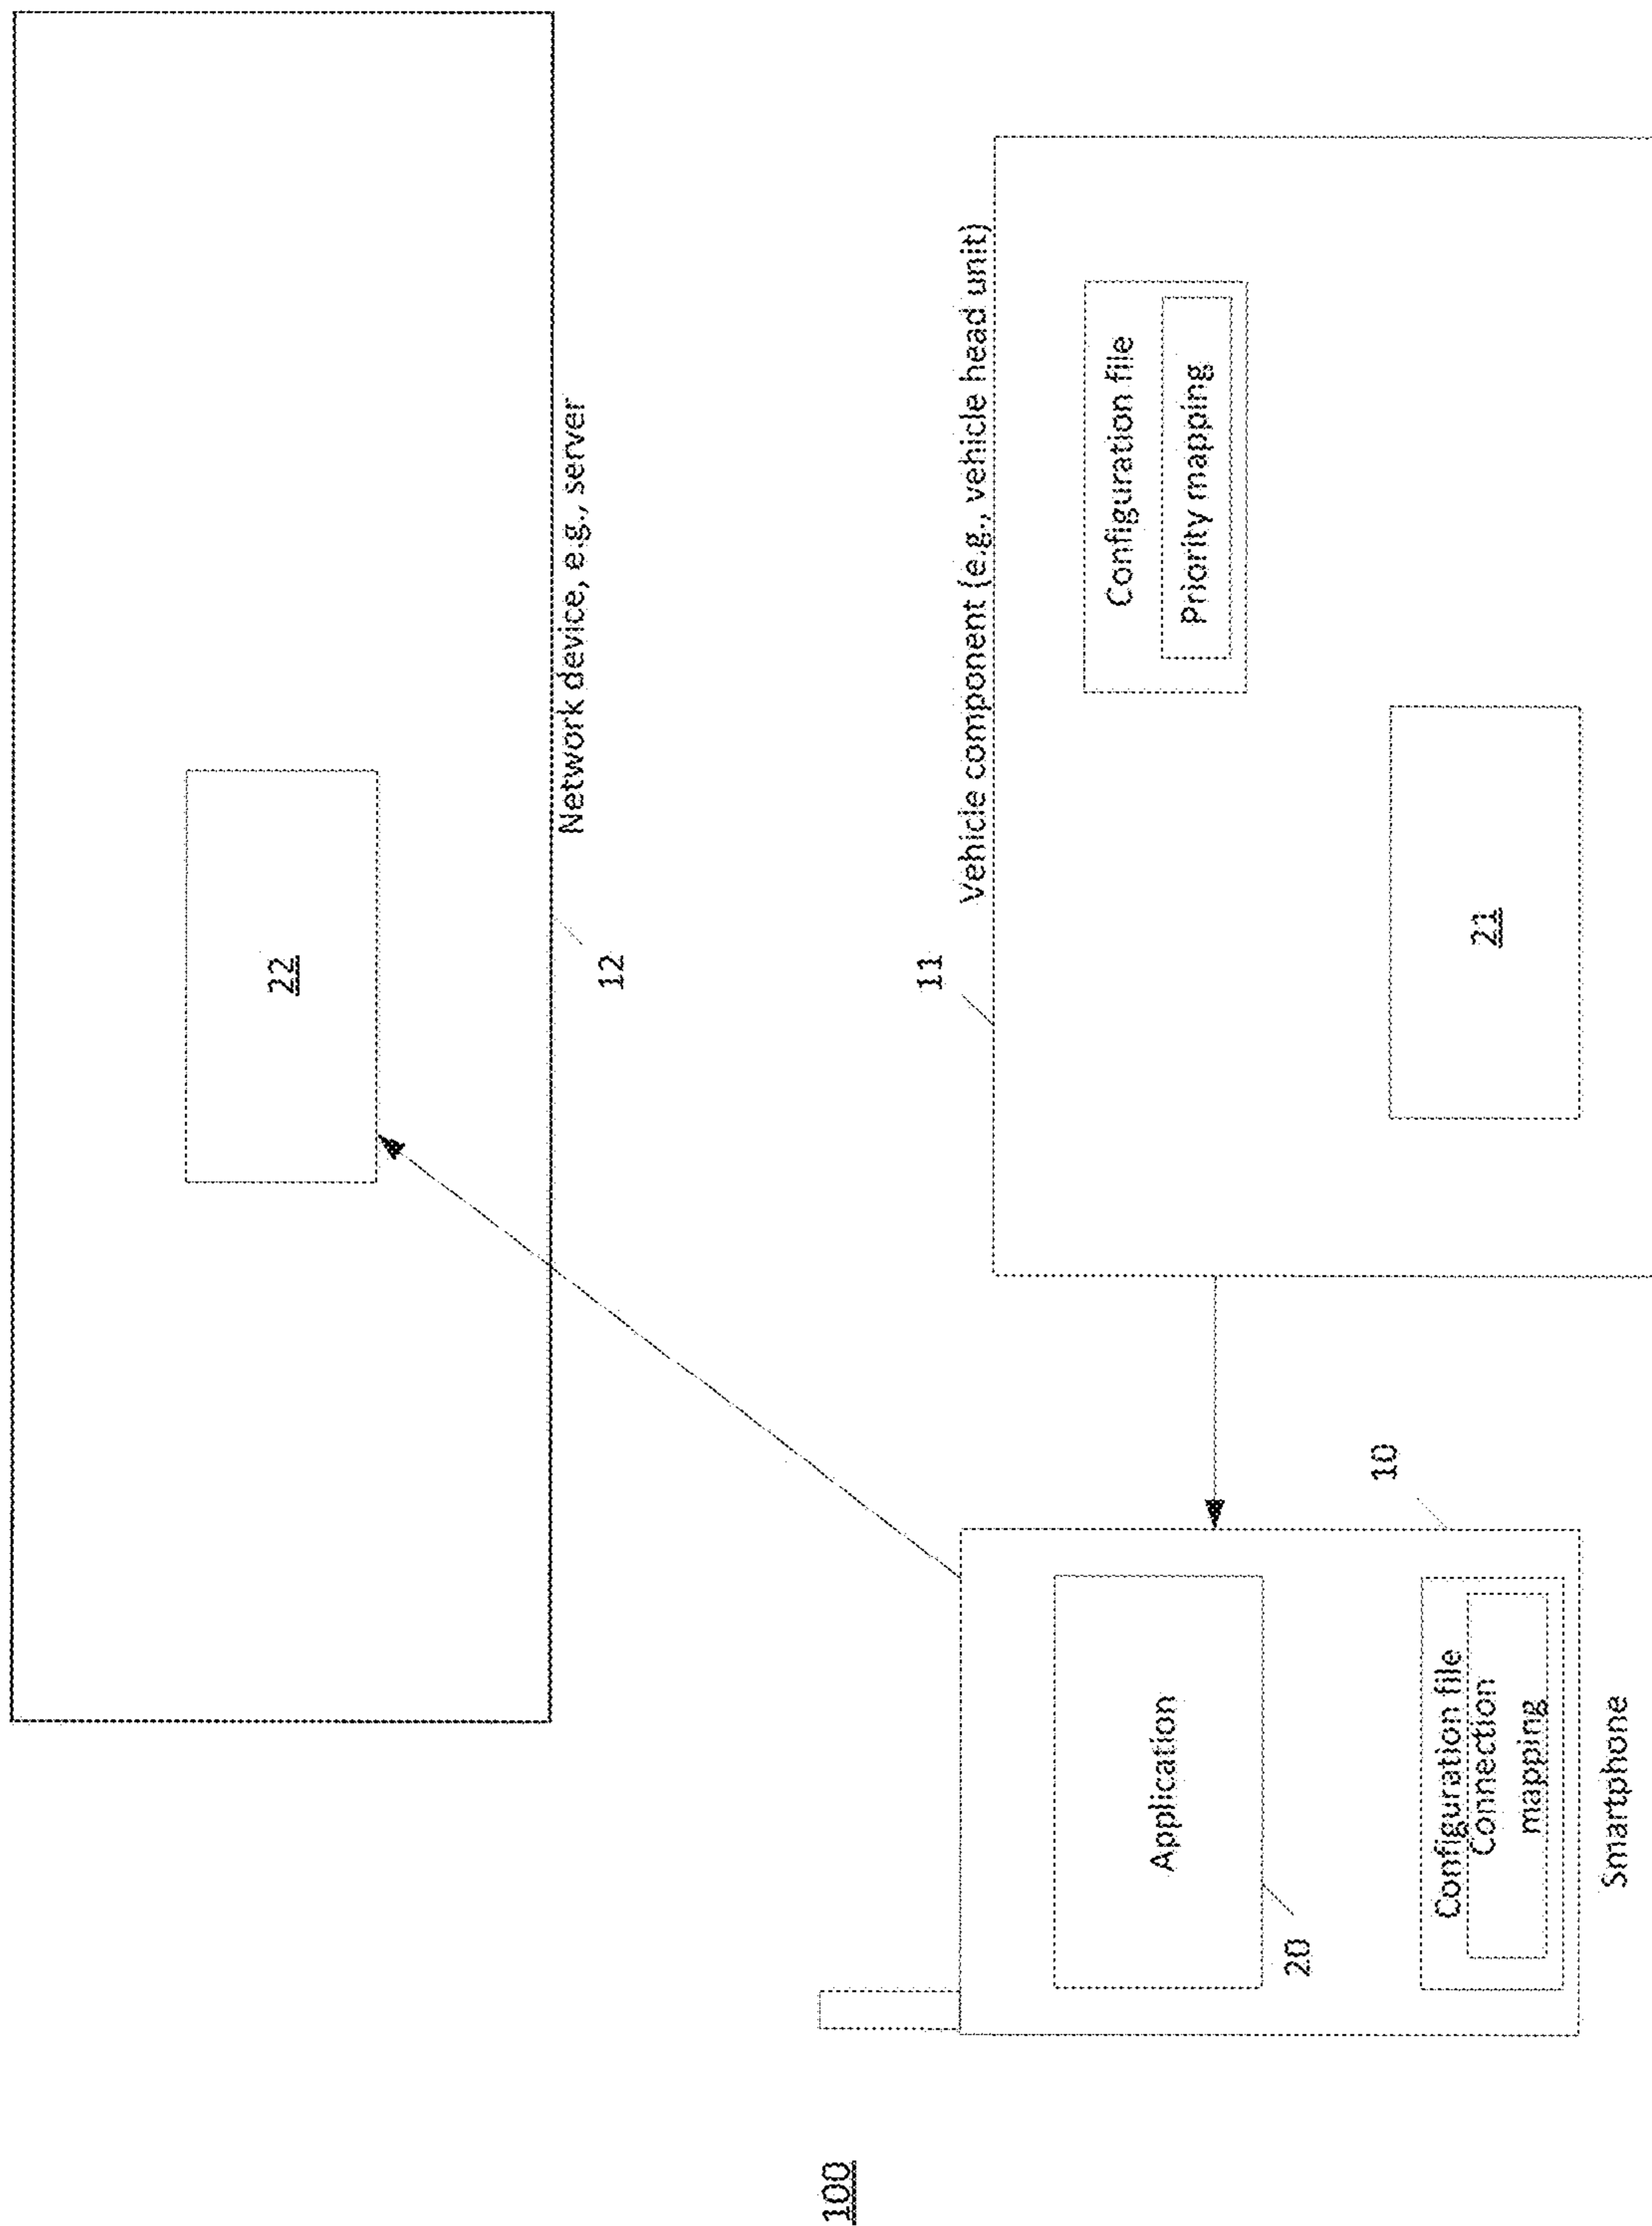 100
22
Network device, e.g., server
12
11
Vehicle component (e.g., vehicle head unit)
Configuration file
Priority mapping
21
10
Application
20
Configuration file
Connection
mapping
Smartphone